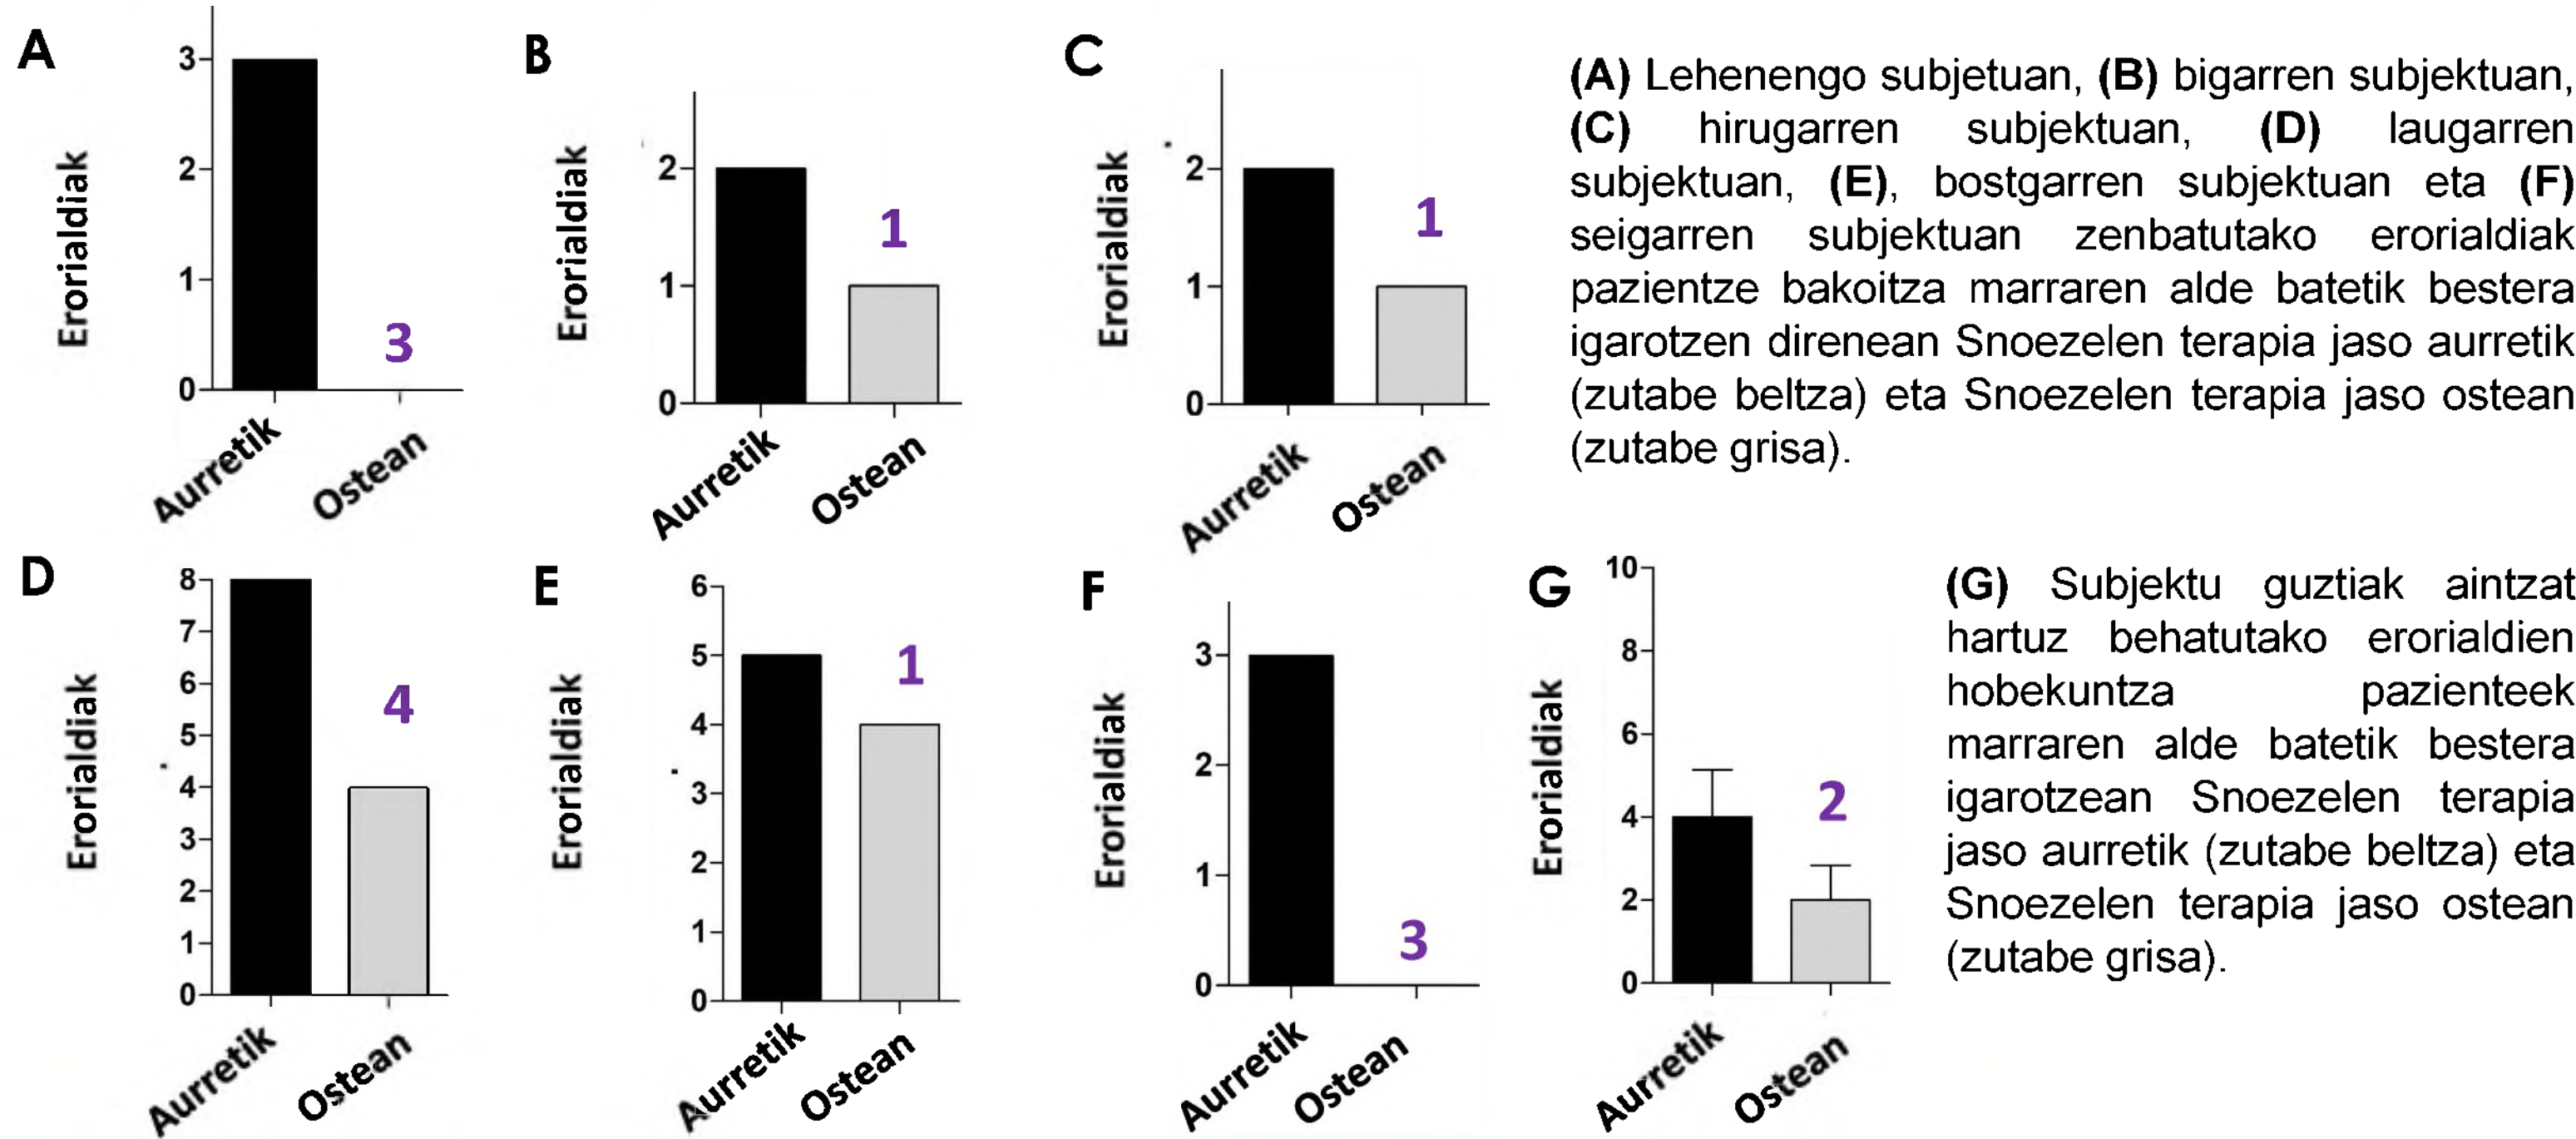 A
3
2
1
0
Erorialdiak
3
Aurretik
Ostean
B
2
1
0
Erorialdiak
1
Aurretik
Ostean
C
2
1
0
Erorialdiak
1
Aurretik
Ostean
(A) Lehenengo subjetuan, (B) bigarren subjektuan,
(C) hirugarren subjektuan, (D) laugarren
subjektuan, (E), bostgarren subjektuan eta (F)
seigarren subjektuan zenbatutako erorialdiak
pazientze bakoitza marraren alde batetik bestera
igarotzen direnean Snoezelen terapia jaso aurretik
(zutabe beltza) eta Snoezelen terapia jaso ostean
(zutabe grisa).
D
8
7
6
5
4
3
2
1
0
Erorialdiak
4
Aurretik
Ostean
E
6
5
4
3
2
1
0
Erorialdiak
1
Aurretik
Ostean
F
3
2
1
0
Erorialdiak
3
Aurretik
Ostean
G
10
8
6
4
2
0
Erorialdiak
2
Aurretik
Ostean
(G) Subjektu guztiak aintzat
hartuz behatutako erorialdien
hobekuntza pazienteek
marraren alde batetik bestera
igarotzean Snoezelen terapia
jaso aurretik (zutabe beltza) eta
Snoezelen terapia jaso ostean
(zutabe grisa).